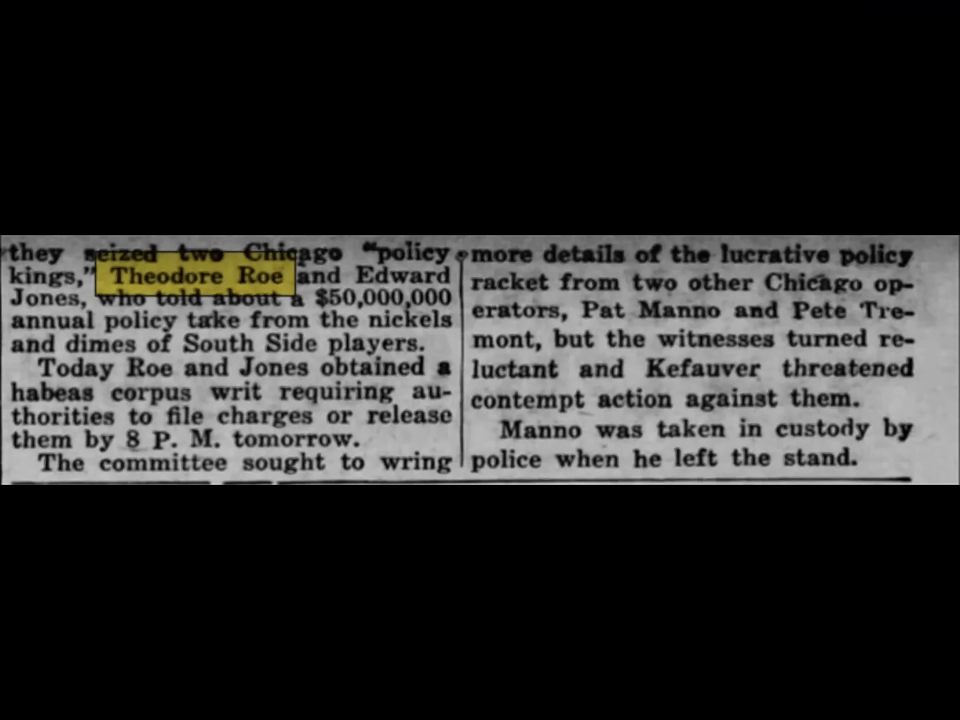 they seized two Chicago "policy
kings," Theodore Roe and Edward
Jones, who told about a $50,000,000
annual policy take from the nickels
and dimes of South Side players.
Today Roe and Jones obtained a
habeas corpus writ requiring au-
thorities to file charges or release
them by 8 P. M. tomorrow.
The committee sought to wring
more details of the lucrative policy
racket from two other Chicago op-
erators, Pat Manno and Pete Tre-
mont, but the witnesses turned re-
luctant and Kefauver threatened
contempt action against them.
Manno was taken in custody by
police when he left the stand.